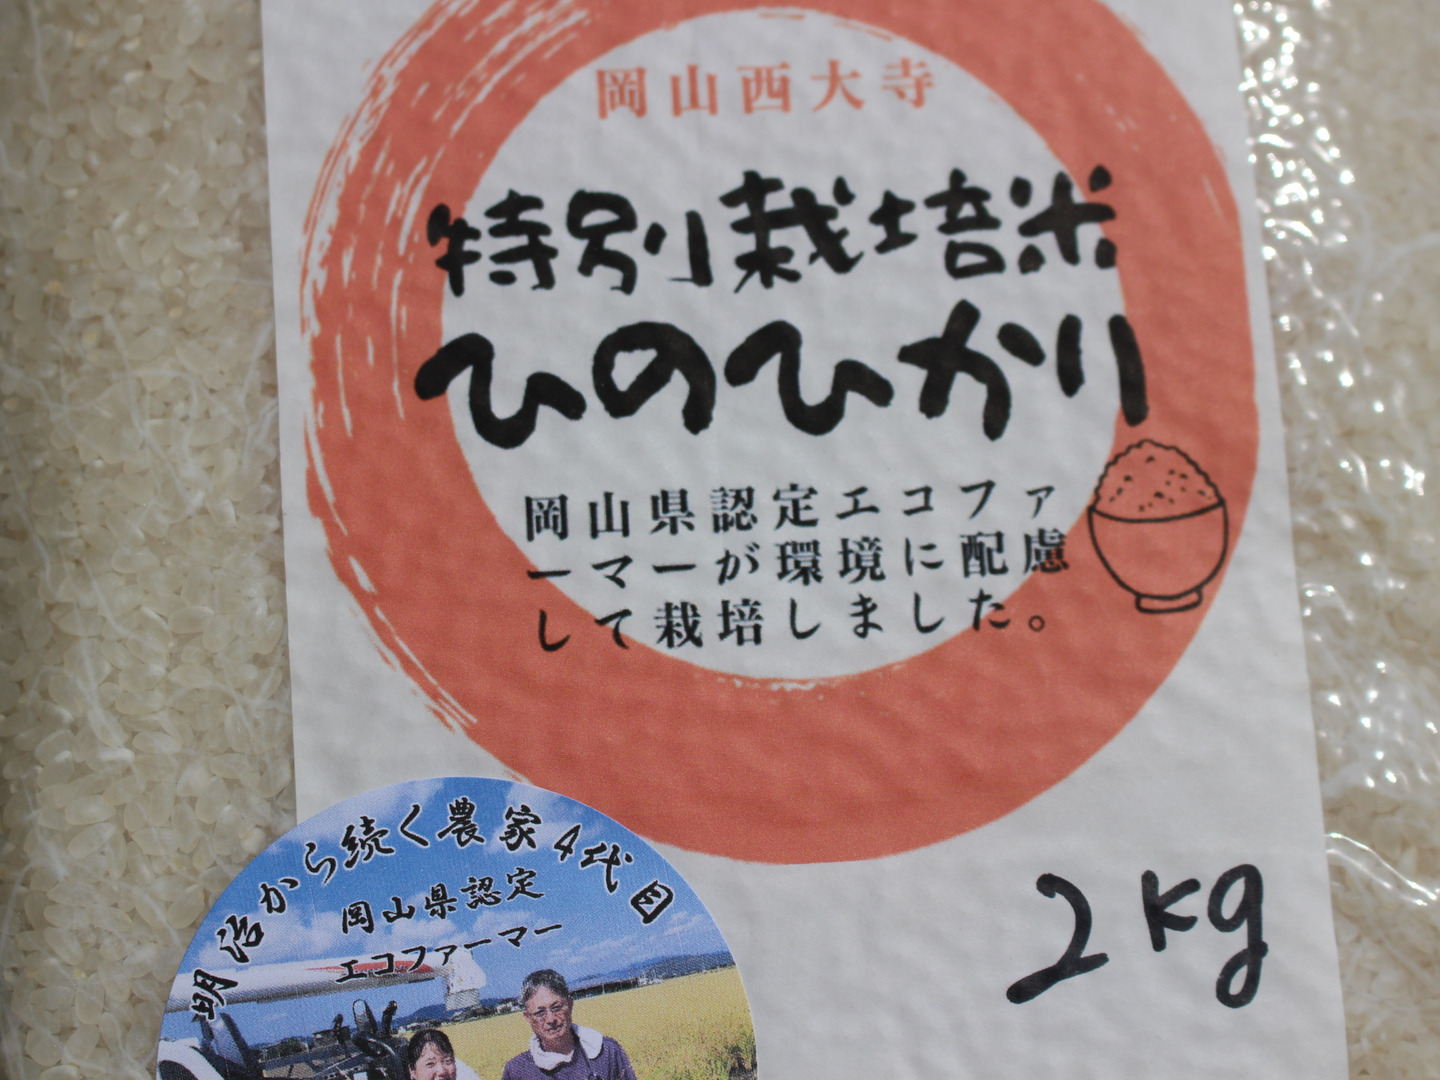 岡山西大寺
特別栽培米
ひのひかり
岡山県認定エコファ
ーマーが環境に配慮
して栽培しました。
2kg
明治から続く農家4代目
岡山県認定
エコファーマー